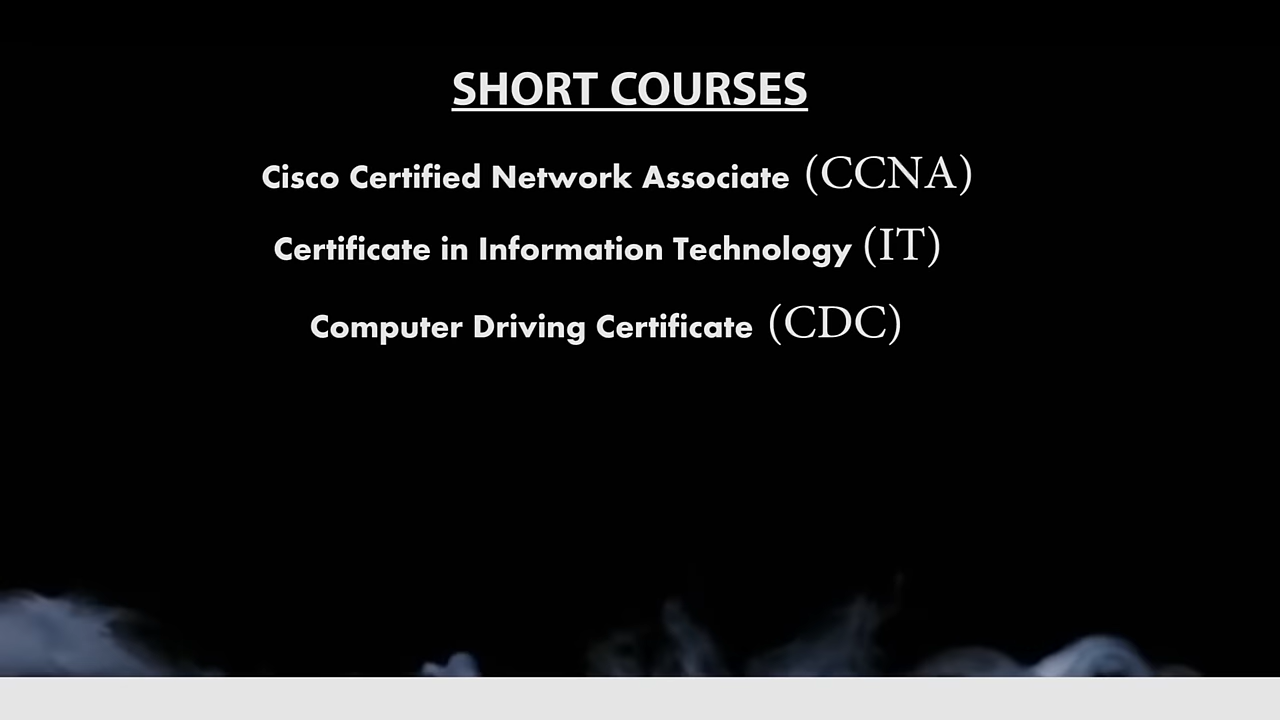 SHORT COURSES
Cisco Certified Network Associate (CCNA)
Certificate in Information Technology (IT)
Computer Driving Certificate (CDC)